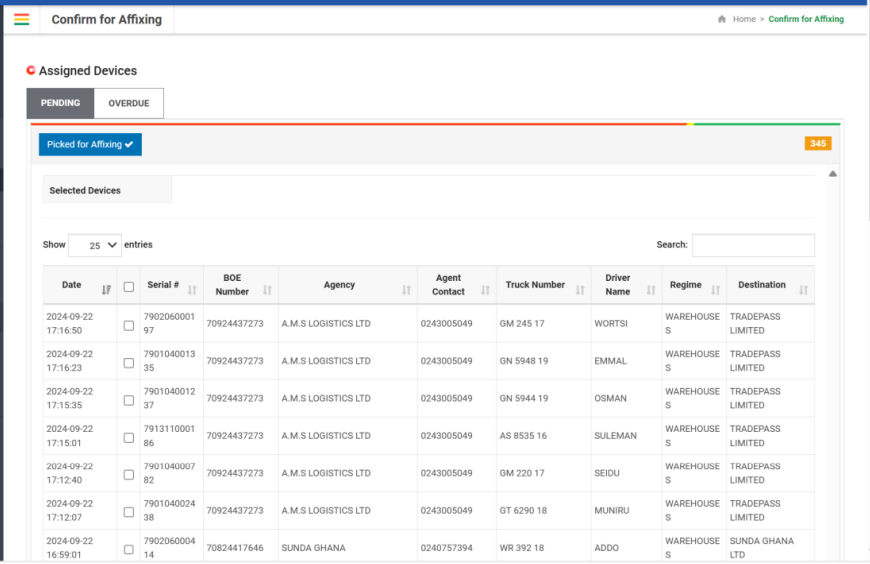 Confirm for Affixing
Home > Confirm for Affixing
Assigned Devices
PENDING
OVERDUE
Picked for Affixing
345
Selected Devices
Show 25 entries
Search:
Date Serial # BOE Number Agency Agent Contact Truck Number Driver Name Regime Destination
2024-09-22 17:16:50 790206000197 70924437273 A.M.S LOGISTICS LTD 0243005049 GM 245 17 WORTSI WAREHOUSES TRADEPASS LIMITED
2024-09-22 17:16:23 790104001335 70924437273 A.M.S LOGISTICS LTD 0243005049 GN 5948 19 EMMAL WAREHOUSES TRADEPASS LIMITED
2024-09-22 17:15:35 790104001237 70924437273 A.M.S LOGISTICS LTD 0243005049 GN 5944 19 OSMAN WAREHOUSES TRADEPASS LIMITED
2024-09-22 17:15:01 791311000186 70924437273 A.M.S LOGISTICS LTD 0243005049 AS 8535 16 SULEMAN WAREHOUSES TRADEPASS LIMITED
2024-09-22 17:12:40 790104000782 70924437273 A.M.S LOGISTICS LTD 0243005049 GM 220 17 SEIDU WAREHOUSES TRADEPASS LIMITED
2024-09-22 17:12:07 790104002438 70924437273 A.M.S LOGISTICS LTD 0243005049 GT 6290 18 MUNIRU WAREHOUSES TRADEPASS LIMITED
2024-09-22 16:59:01 790206000414 70824417646 SUNDA GHANA 0240757394 WR 392 18 ADDO WAREHOUSES SUNDA GHANA LTD